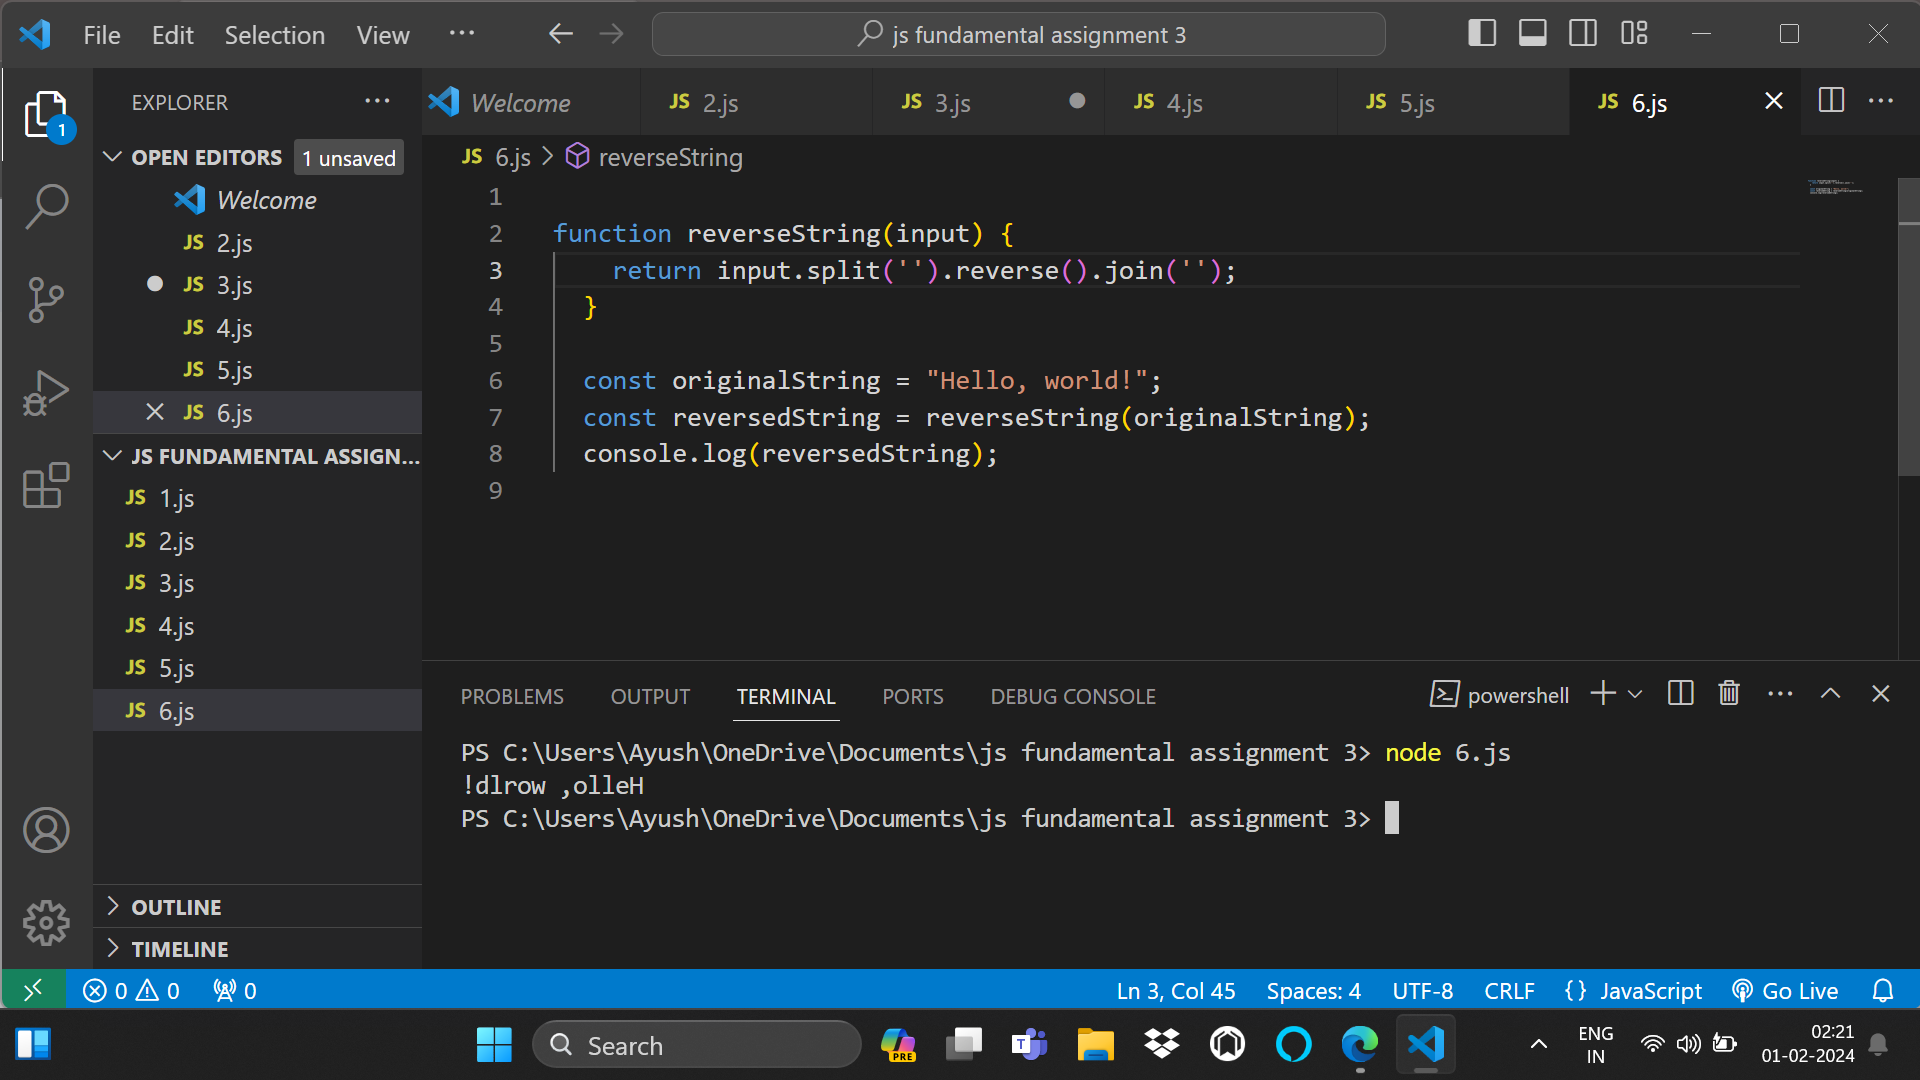 File Edit Selection View ···
js fundamental assignment 3
EXPLORER ···
Welcome
JS 2.js
JS 3.js
JS 4.js
JS 5.js
JS 6.js
···
OPEN EDITORS 1 unsaved
Welcome
JS 2.js
JS 3.js
JS 4.js
JS 5.js
JS 6.js
JS FUNDAMENTAL ASSIGN...
JS 1.js
JS 2.js
JS 3.js
JS 4.js
JS 5.js
JS 6.js
OUTLINE
TIMELINE
1
JS 6.js > reverseString
1
2 function reverseString(input) {
3 return input.split('').reverse().join('');
4 }
5
6 const originalString = "Hello, world!";
7 const reversedString = reverseString(originalString);
8 console.log(reversedString);
9
PROBLEMS OUTPUT TERMINAL PORTS DEBUG CONSOLE powershell ···
PS C:\Users\Ayush\OneDrive\Documents\js fundamental assignment 3> node 6.js
!dlrow ,olleH
PS C:\Users\Ayush\OneDrive\Documents\js fundamental assignment 3>
0 0 0 Ln 3, Col 45 Spaces: 4 UTF-8 CRLF {} JavaScript Go Live
Search
PRE
T
ENG
IN
02:21
01-02-2024